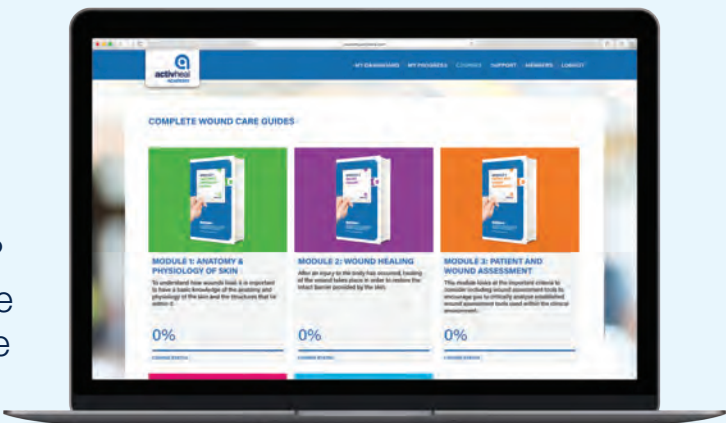 activheal
ACADEMY
MY DASHBOARD MY PROGRESS COURSES SUPPORT MEMBERS LOGOUT
COMPLETE WOUND CARE GUIDES
MODULE 1: ANATOMY &
PHYSIOLOGY OF SKIN
To understand how wounds heal it is important
to have a basic knowledge of the anatomy and
physiology of the skin and the structures that lie
within it
0%
MODULE 2: WOUND HEALING
After an injury to the body has occurred, healing
of the wound takes place in order to restore the
intact barrier provided by the skin.
0%
MODULE 3: PATIENT AND
WOUND ASSESSMENT
This module looks at the important criteria to
consider including wound assessment tools to
encourage you to critically analyse established
wound assessment tools used within the clinical
environment.
0%